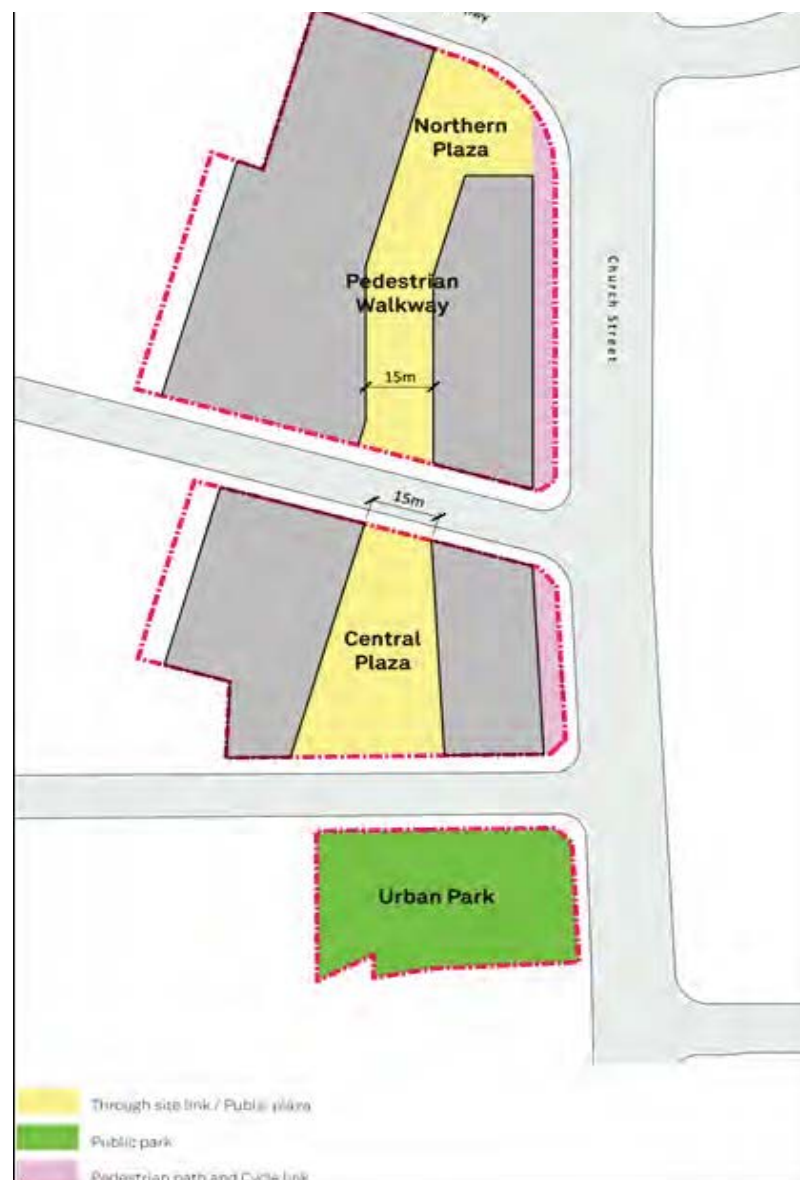 Northern
Plaza
Pedestrian
Walkway
Church Street
15m
15m
Central
Plaza
Urban Park
Through site link / Public plaza
Public park
Pedestrian path and Cycle link